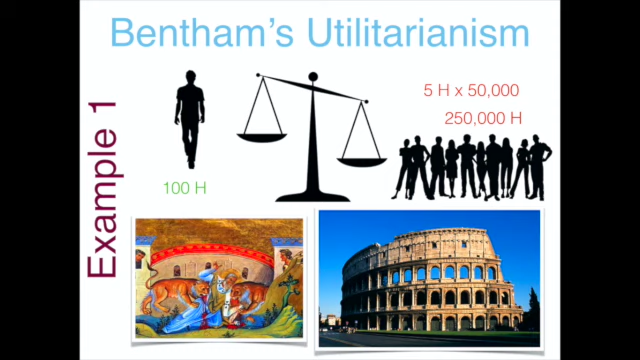 Bentham's Utilitarianism
Example 1
5 H x 50,000
250,000 H
100 H